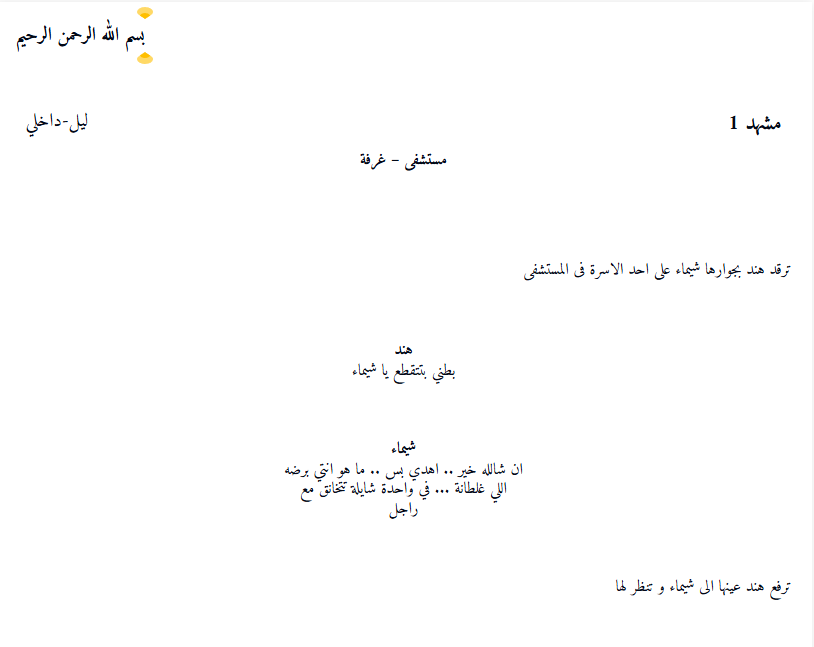 بسم الله الرحمن الرحيم
مشهد 1
ليل-داخلي
مستشفى – غرفة
ترقد هند بجوارها شيماء على احد الاسرة فى المستشفى
هند
بطني بتتقطع يا شيماء
شيماء
ان شالله خير .. اهدي بس .. ما هو انتي برضه
اللي غلطانة ... في واحدة شايلة تتخانق مع
راجل
ترفع هند عينها الى شيماء و تنظر لها